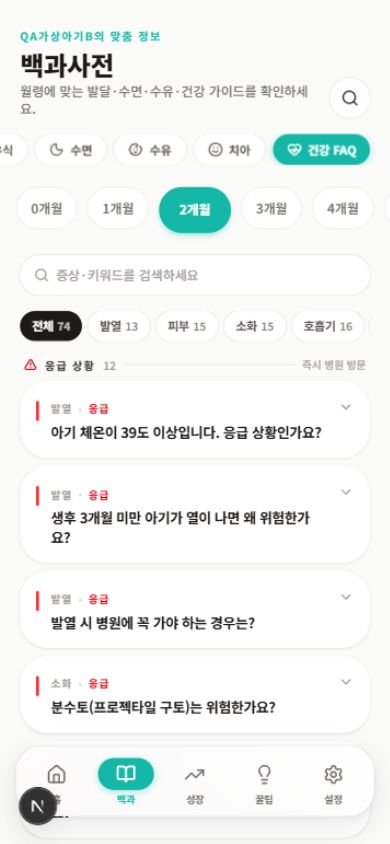 QA가상아기B의 맞춤 정보
백과사전
월령에 맞는 발달·수면·수유·건강 가이드를 확인하세
요.
수면
수유
치아
건강 FAQ
0개월
1개월
2개월
3개월
4개월
증상·키워드를 검색하세요
전체 74
발열 13
피부 15
소화 15
호흡기 16
응급 상황 12
즉시 병원 방문
발열 · 응급
아기 체온이 39도 이상입니다. 응급 상황인가요?
발열 · 응급
생후 3개월 미만 아기가 열이 나면 왜 위험한가
요?
발열 · 응급
발열 시 병원에 꼭 가야 하는 경우는?
소화 · 응급
분수토(프로젝타일 구토)는 위험한가요?
백과
성장
꿀팁
설정
N